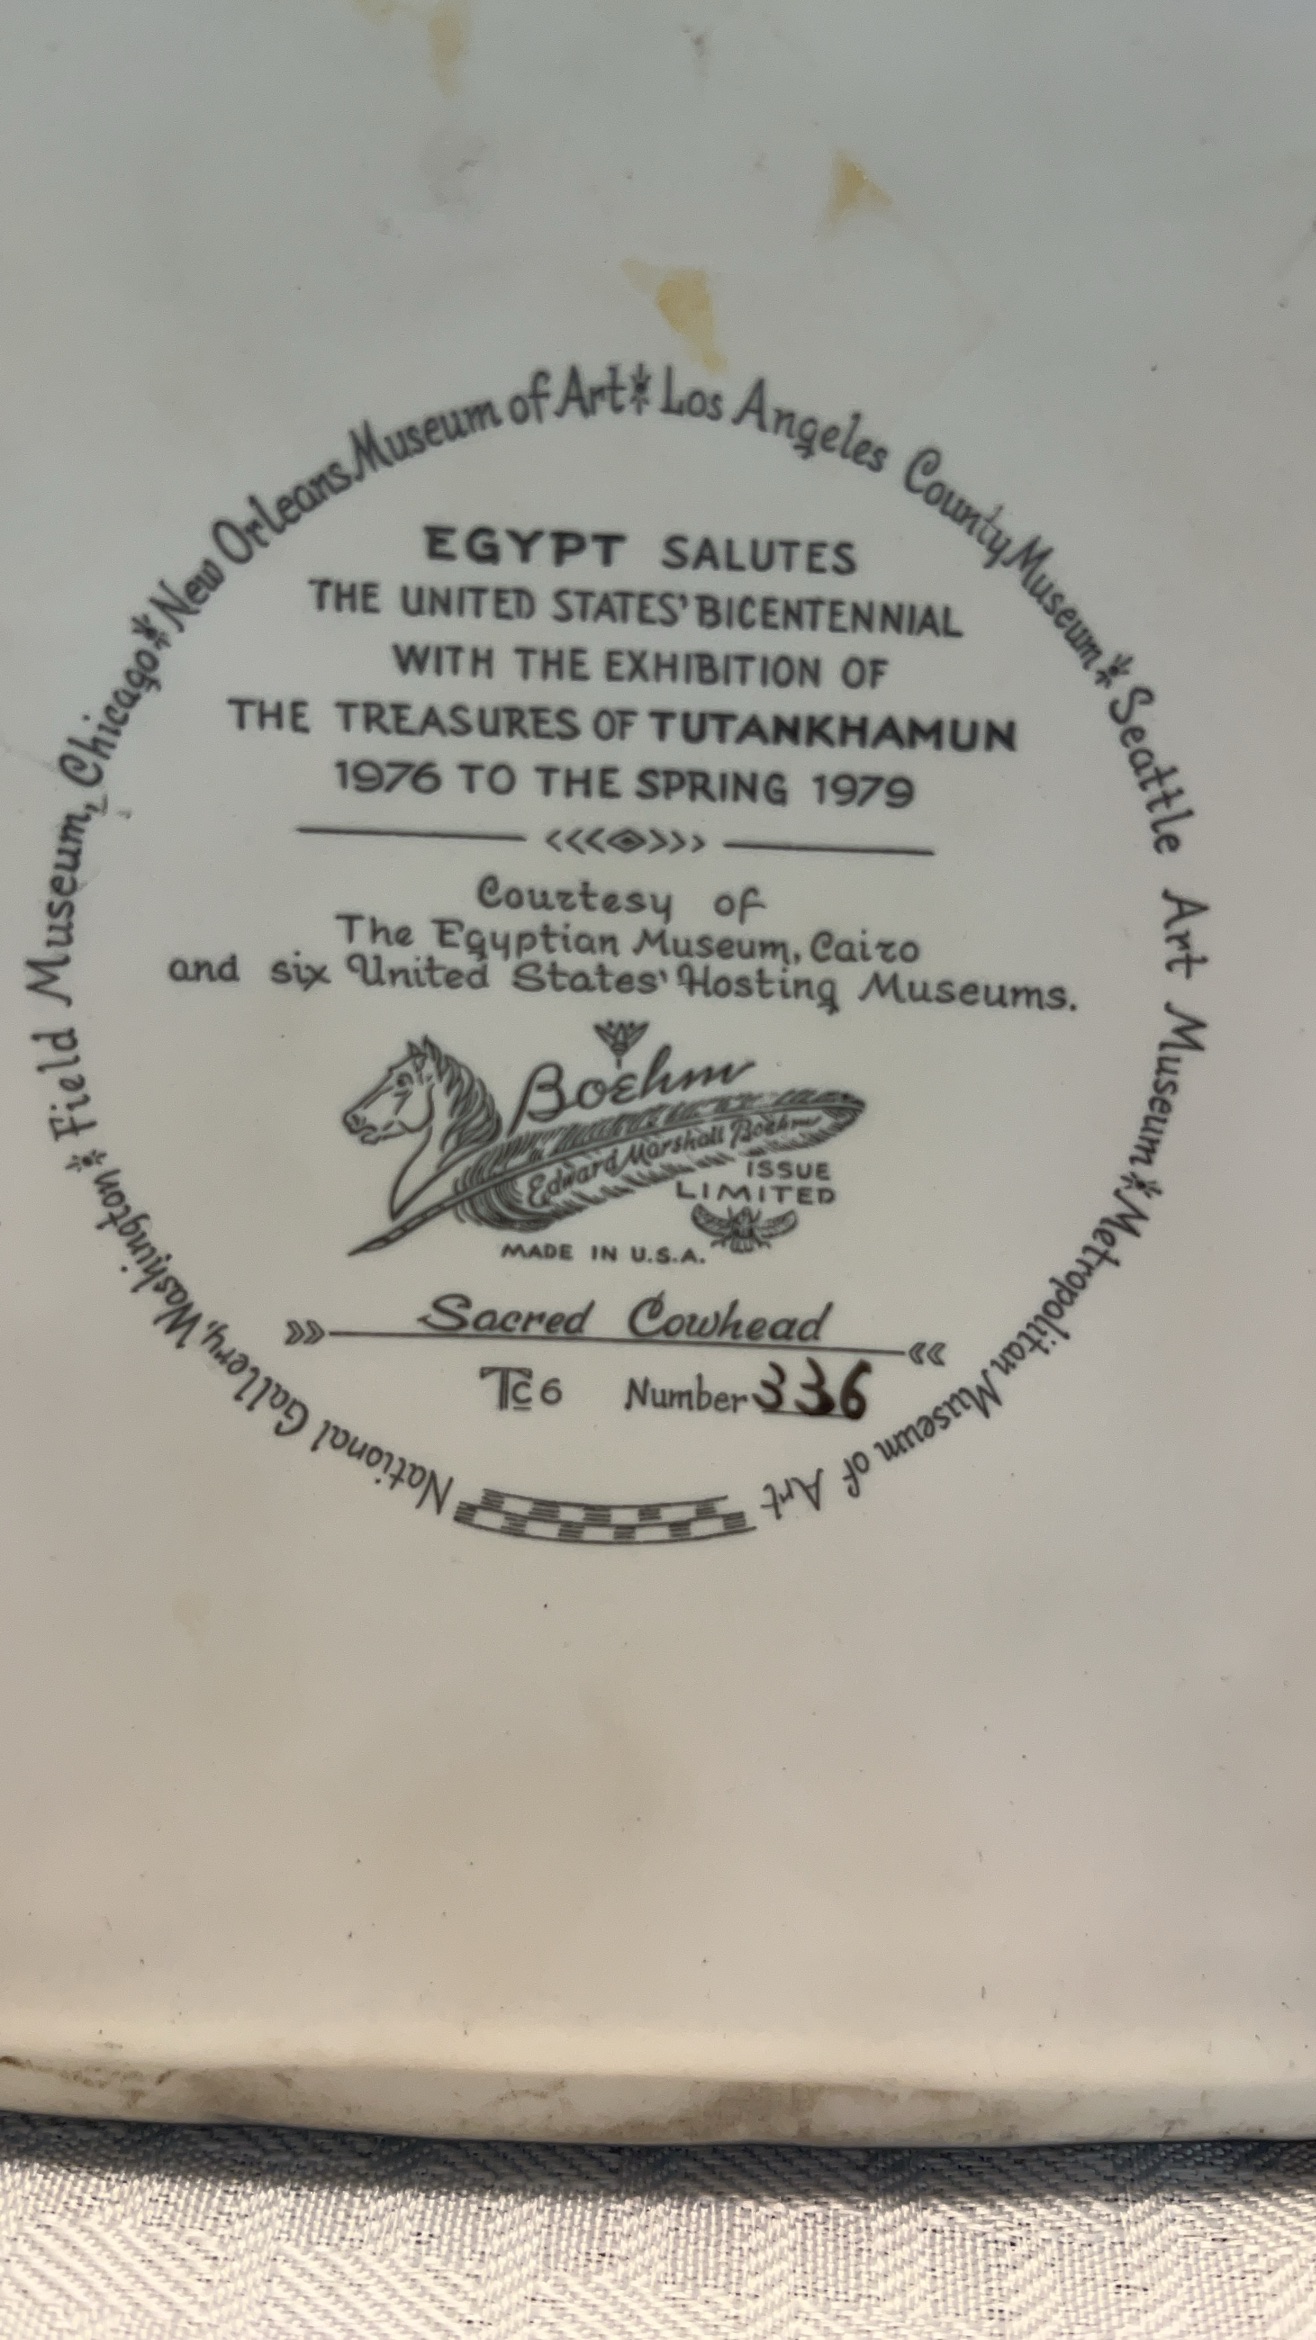 National Gallery, Washington * Field Museum, Chicago * New Orleans Museum of Art * Los Angeles County Museum * Seattle Art Museum * Metropolitan Museum of Art
EGYPT SALUTES
THE UNITED STATES' BICENTENNIAL
WITH THE EXHIBITION OF
THE TREASURES OF TUTANKHAMUN
1976 TO THE SPRING 1979
Courtesy of
The Egyptian Museum, Cairo
and six United States' Hosting Museums.
Boehm
Edward Marshall Boehm
ISSUE
LIMITED
MADE IN U.S.A.
Sacred Cowhead
TC6 Number 336